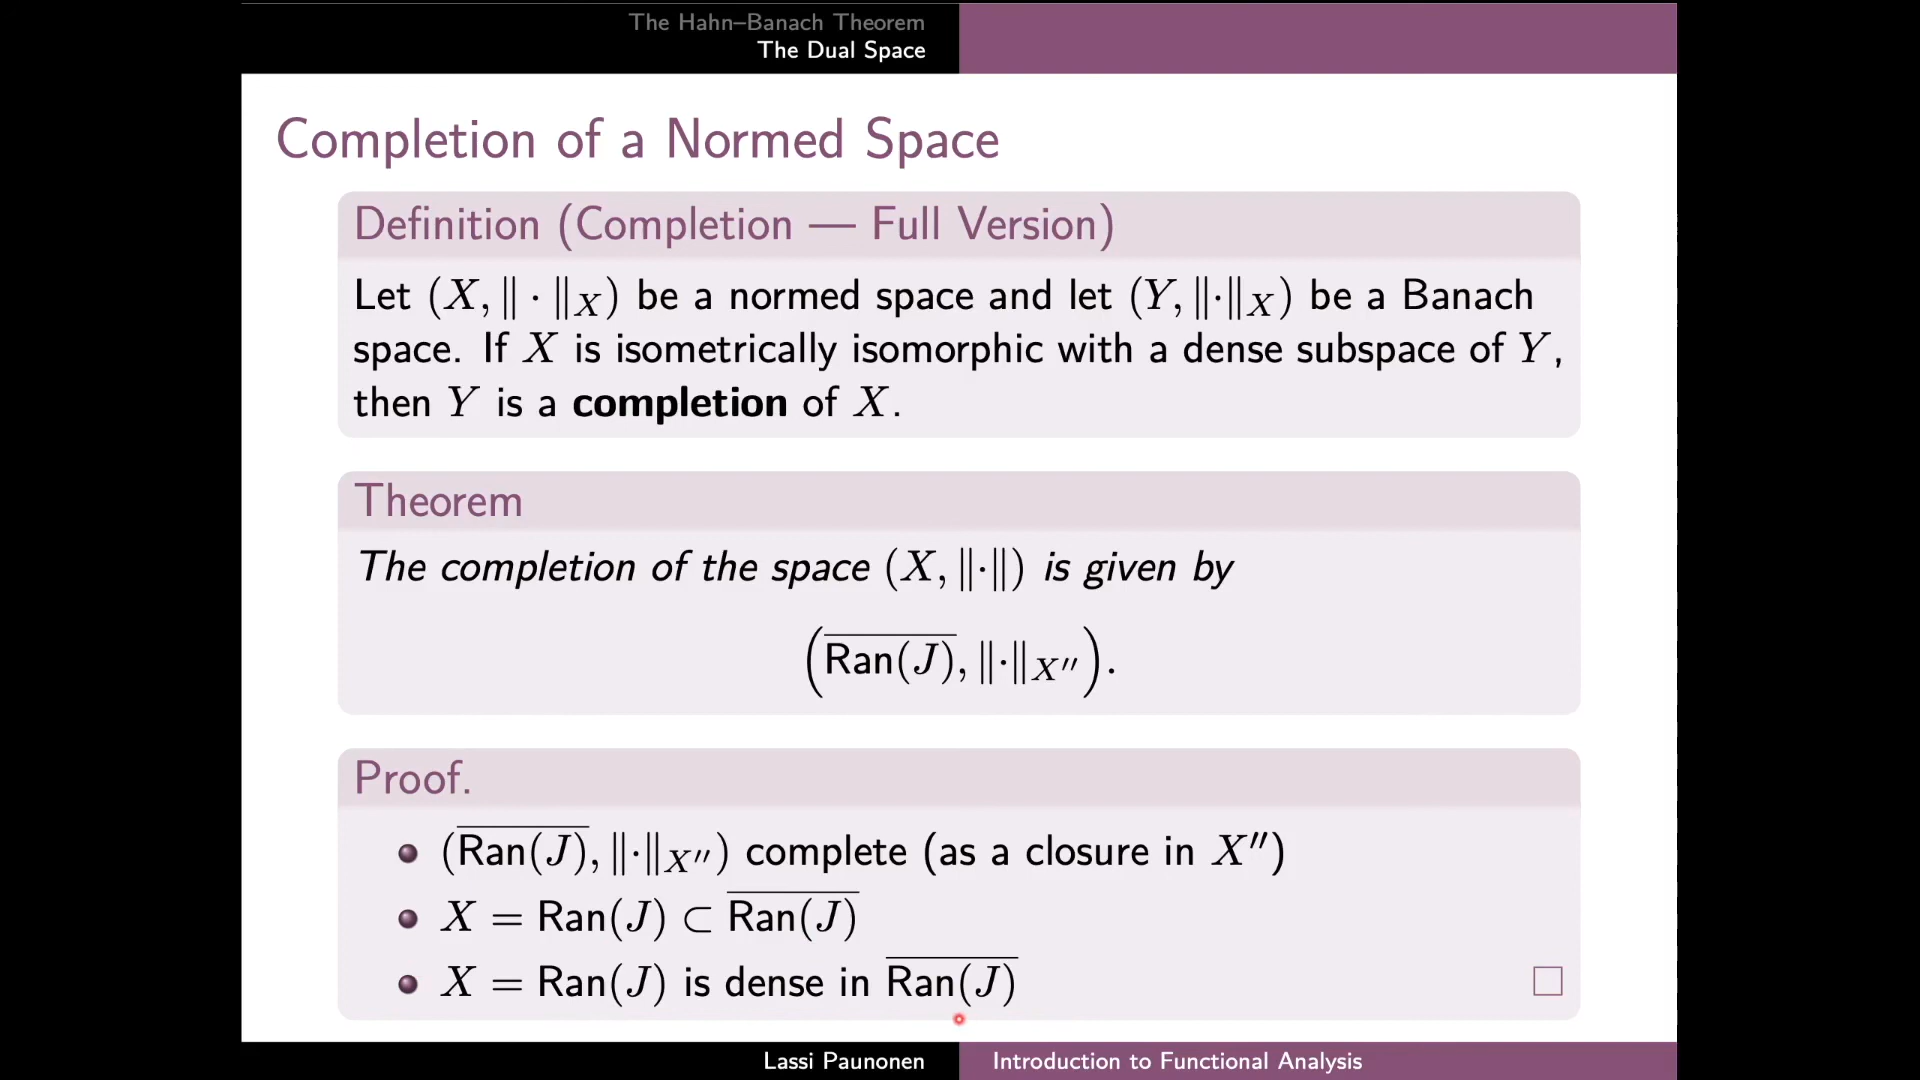 The Hahn–Banach Theorem
The Dual Space
Completion of a Normed Space
Definition (Completion — Full Version)
Let (X, ‖ · ‖_X) be a normed space and let (Y, ‖·‖_X) be a Banach
space. If X is isometrically isomorphic with a dense subspace of Y,
then Y is a completion of X.
Theorem
The completion of the space (X, ‖·‖) is given by
(\overline{Ran(J)}, ‖·‖_{X″}).
Proof.
(\overline{Ran(J)}, ‖·‖_{X″}) complete (as a closure in X″)
X = Ran(J) ⊂ \overline{Ran(J)}
X = Ran(J) is dense in \overline{Ran(J)}
□
Lassi Paunonen
Introduction to Functional Analysis